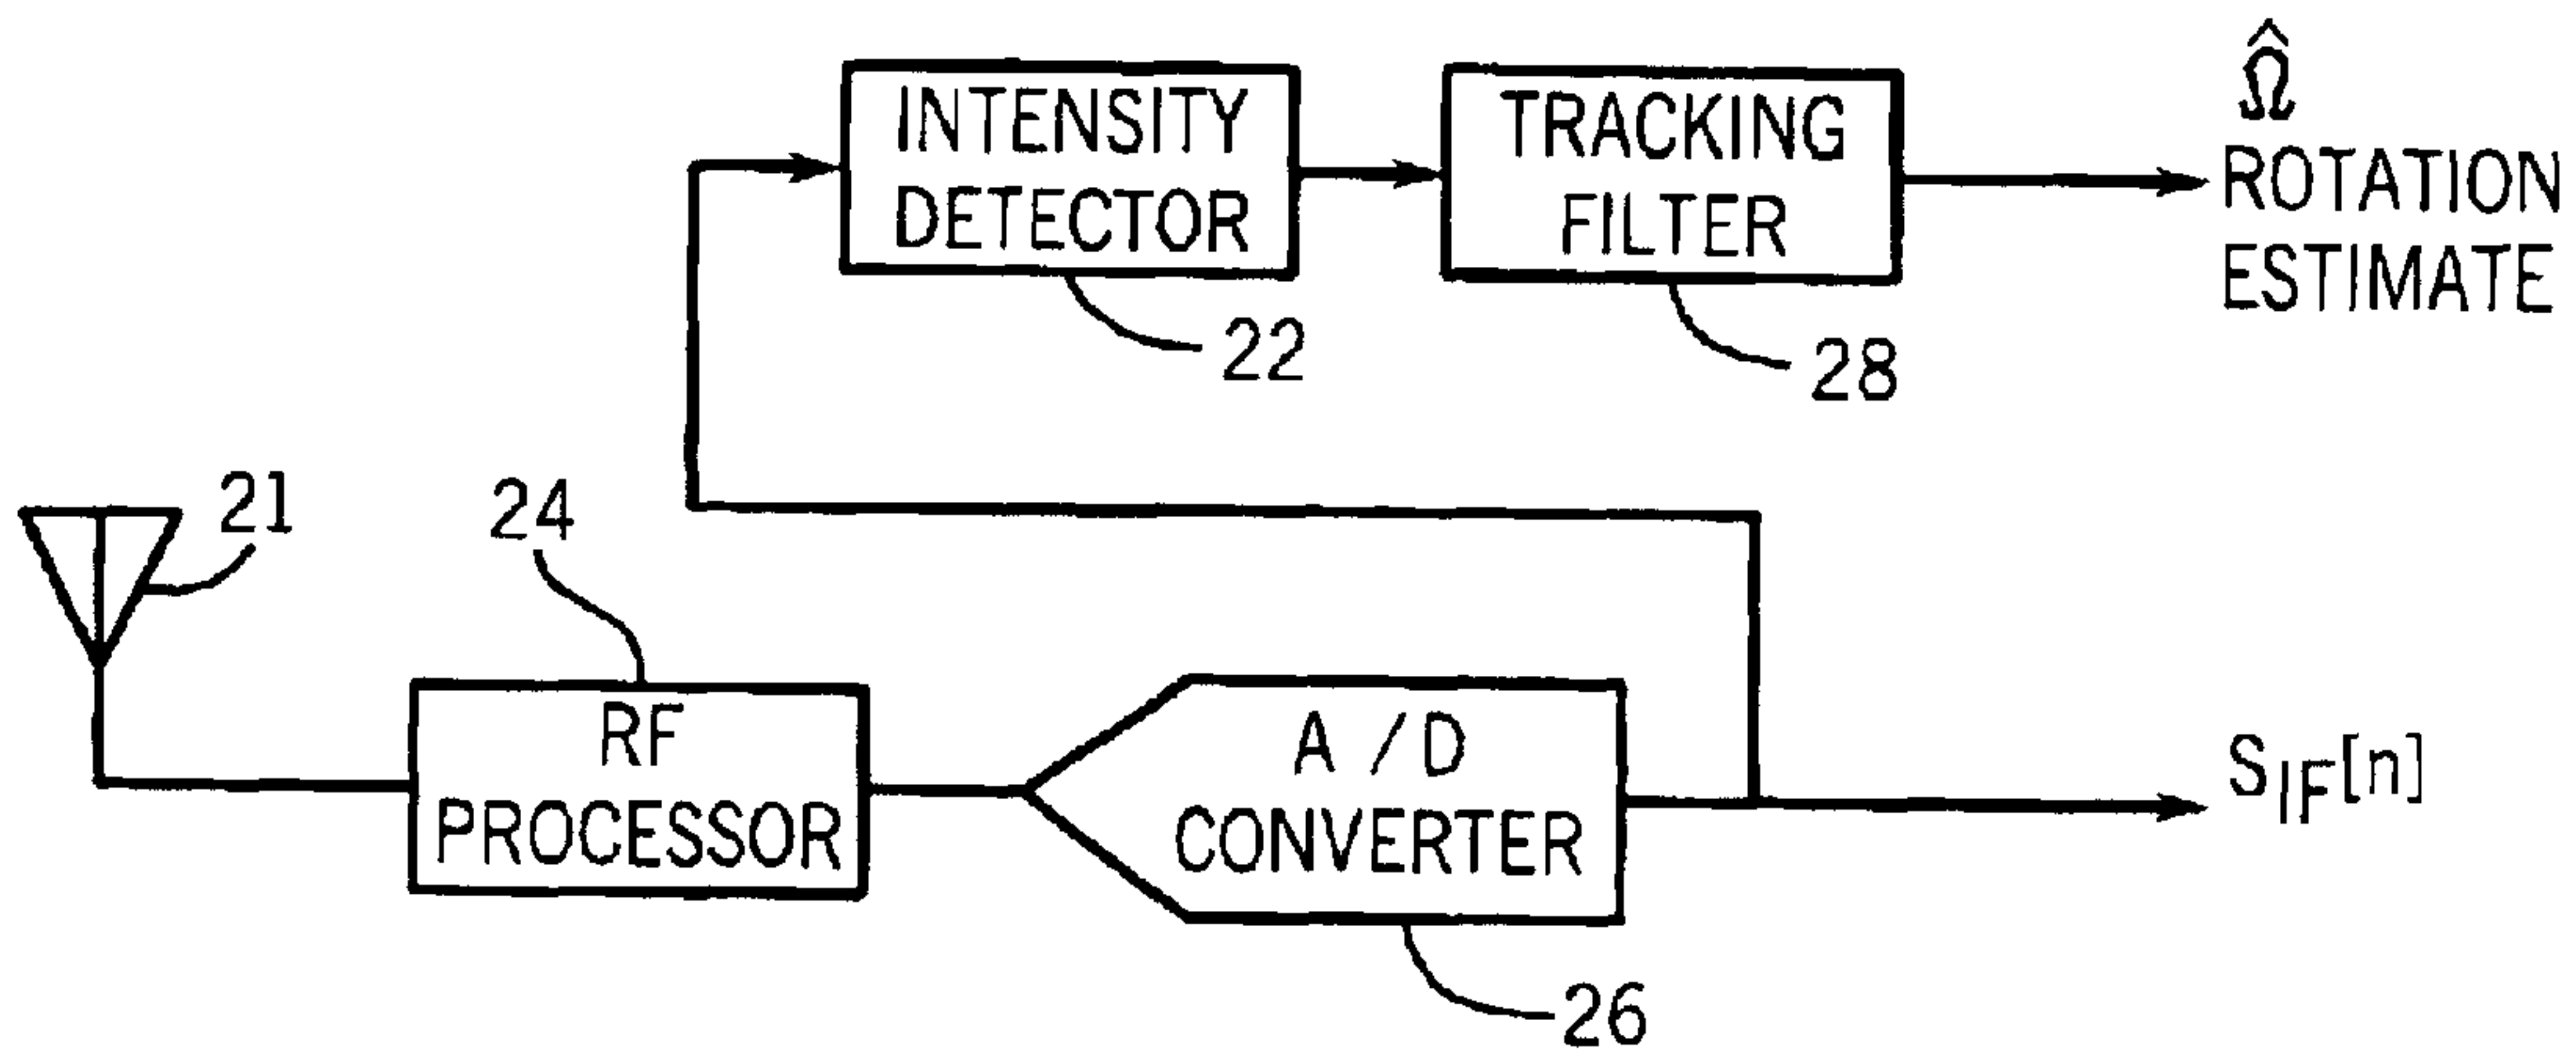 INTENSITY
DETECTOR
22
TRACKING
FILTER
28
Ω̂
ROTATION
ESTIMATE
21
24
RF
PROCESSOR
A / D
CONVERTER
26
S_IF[n]